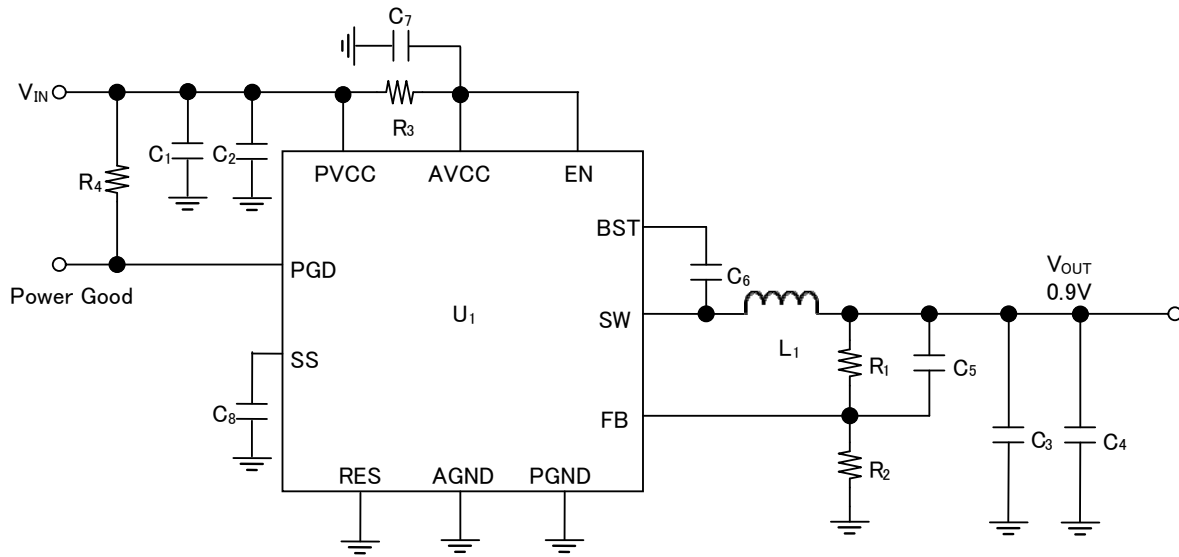 C7
VIN
R3
C1
C2
R4
PVCC
AVCC
EN
BST
C6
PGD
Power Good
U1
SW
L1
VOUT
0.9V
SS
R1
C5
C8
FB
C3
C4
R2
RES
AGND
PGND